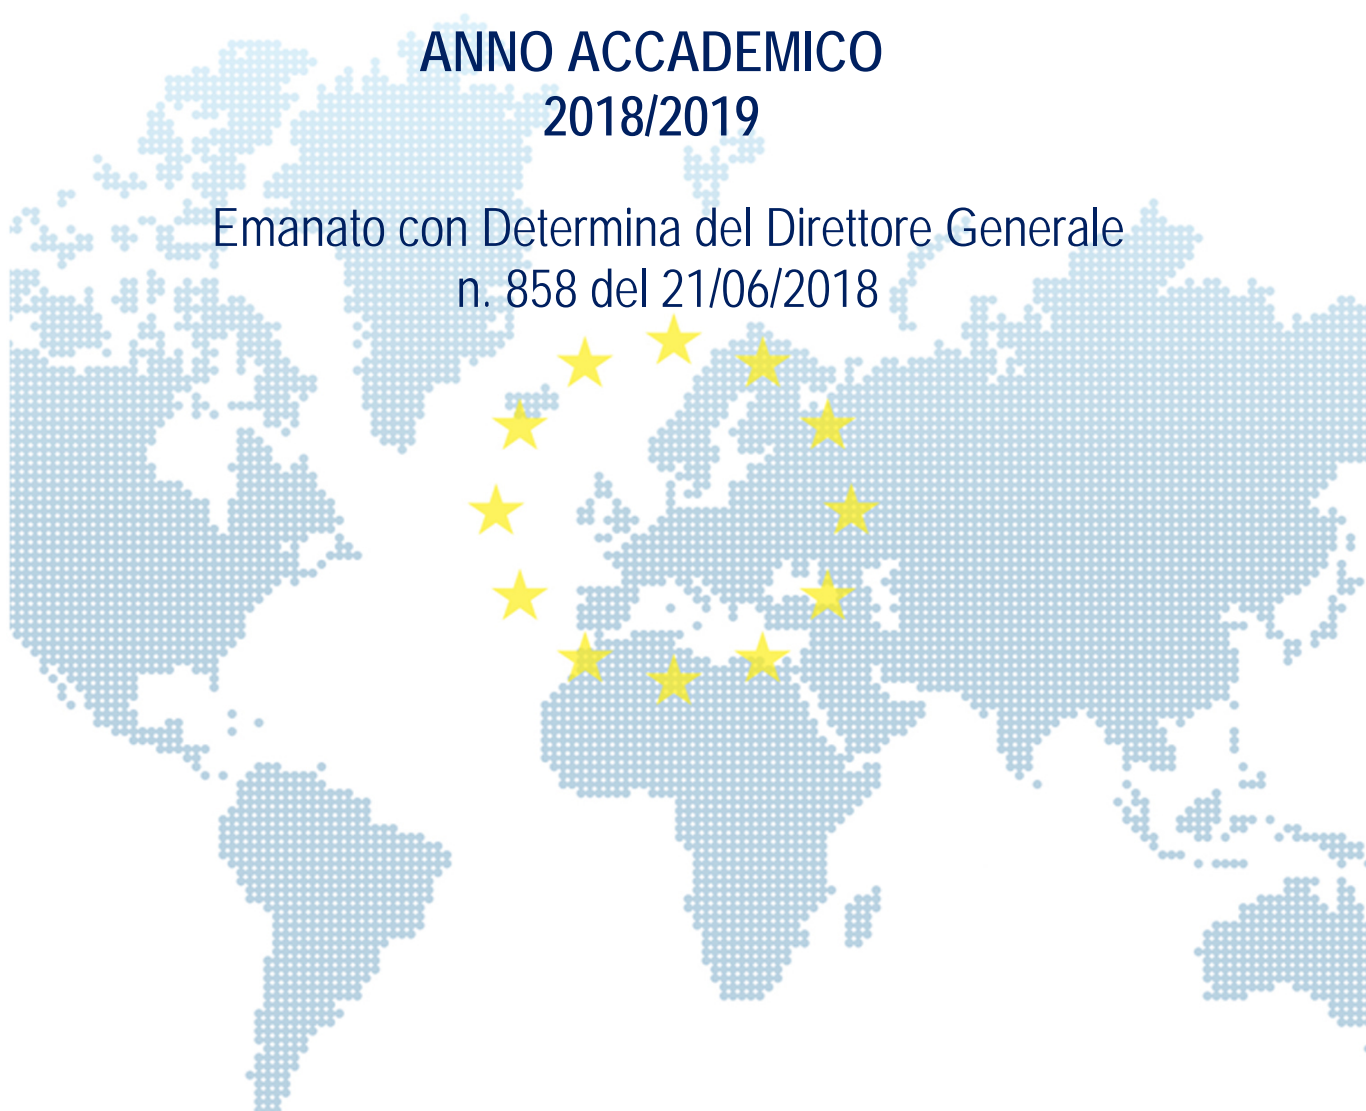 ANNO ACCADEMICO
2018/2019
Emanato con Determina del Direttore Generale
n. 858 del 21/06/2018